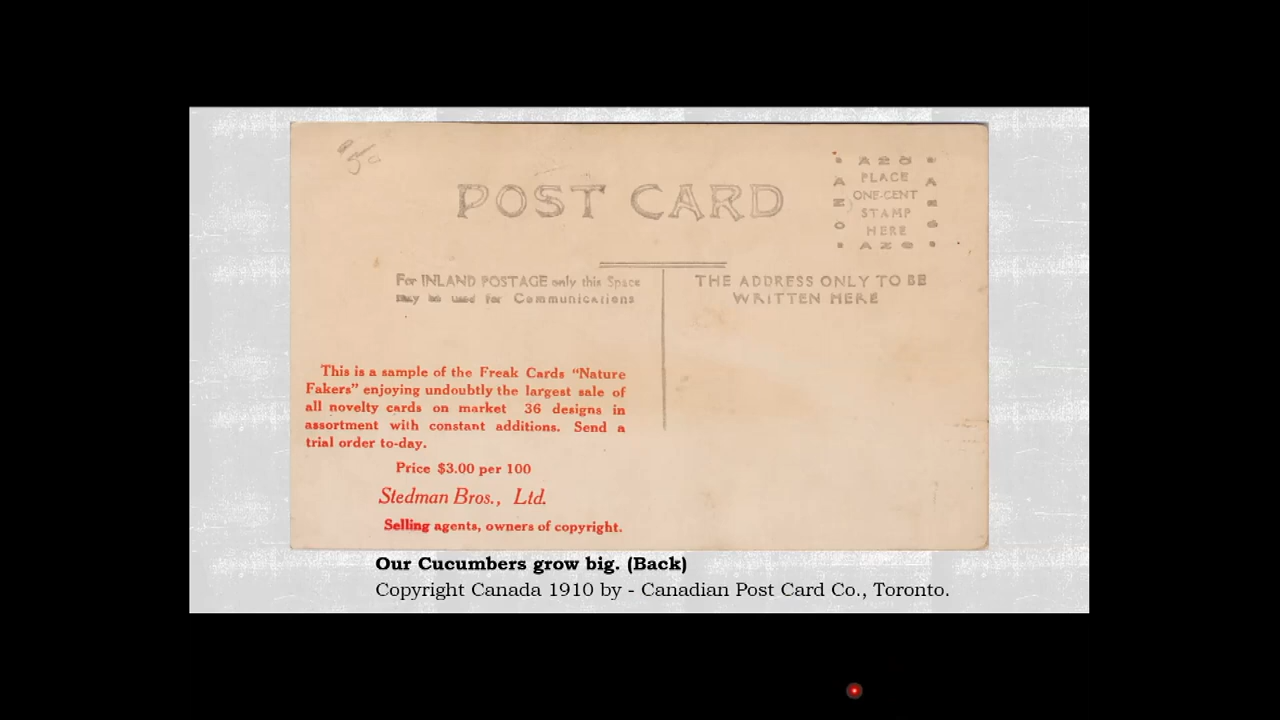 POST CARD
AZO
PLACE
ONE-CENT
STAMP
HERE
AZO
AZO
AZO
For INLAND POSTAGE only this Space
May be used for Communications
THE ADDRESS ONLY TO BE
WRITTEN HERE
This is a sample of the Freak Cards “Nature
Fakers” enjoying undoubtly the largest sale of
all novelty cards on market 36 designs in
assortment with constant additions. Send a
trial order to-day.
Price $3.00 per 100
Stedman Bros., Ltd.
Selling agents, owners of copyright.
Our Cucumbers grow big. (Back)
Copyright Canada 1910 by - Canadian Post Card Co., Toronto.